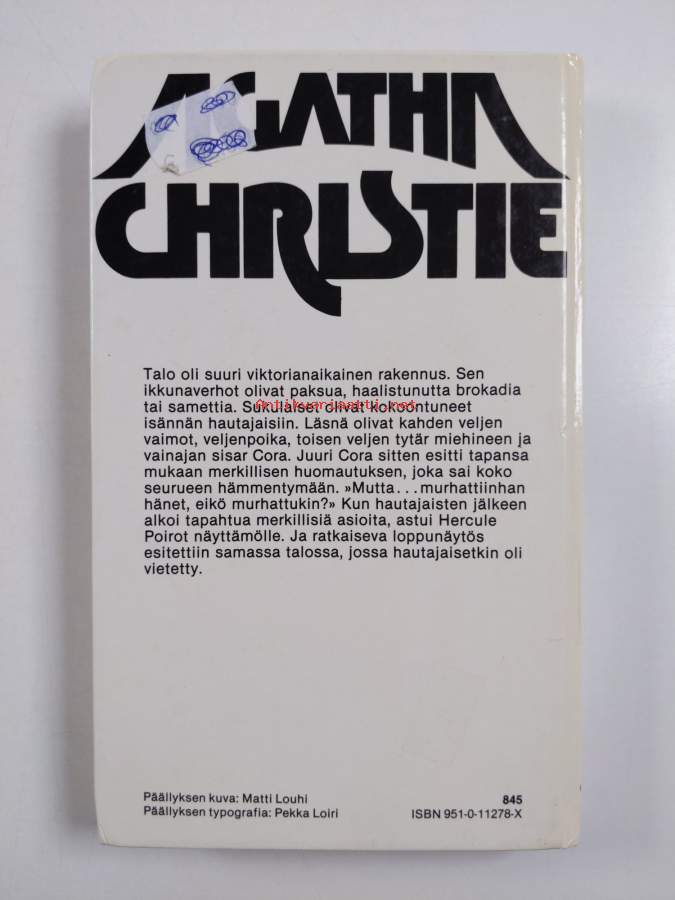 AGATHA
CHRISTIE
Talo oli suuri viktorianaikainen rakennus. Sen
ikkunaverhot olivat paksua, haalistunutta brokadia
tai samettia. Sukulaiset olivat kokoontuneet
Antikvariaatti.net
isännän hautajaisiin. Läsnä olivat kahden veljen
vaimot, veljenpoika, toisen veljen tytär miehineen ja
vainajan sisar Cora. Juuri Cora sitten esitti tapansa
mukaan merkillisen huomautuksen, joka sai koko
seurueen hämmentymään. »Mutta...murhattiinhan
hänet, eikö murhattukin?» Kun hautajaisten jälkeen
alkoi tapahtua merkillisiä asioita, astui Hercule
Poirot näyttämölle. Ja ratkaiseva loppunäytös
esitettiin samassa talossa, jossa hautajaisetkin oli
vietetty.
Päällyksen kuva: Matti Louhi
Päällyksen typografia: Pekka Loiri
845
ISBN 951-0-11278-X